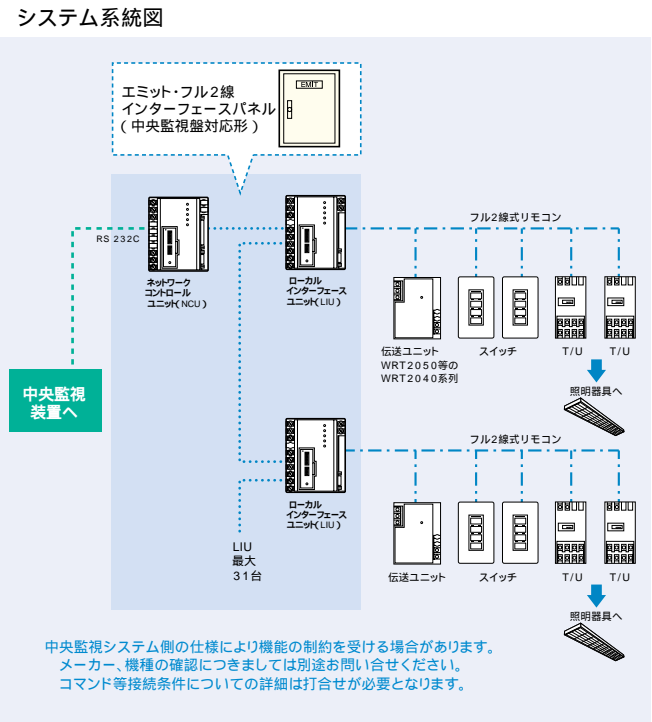 システム系統図
エミット・フル2線
インターフェースパネル
(中央監視盤対応形)
EMIT
RS 232C
ネットワーク
コントロール
ユニット(NCU)
ローカル
インターフェース
ユニット(LIU)
フル2線式リモコン
伝送ユニット
WRT2050等の
WRT2040系列
スイッチ
T/U
T/U
照明器具へ
中央監視
装置へ
フル2線式リモコン
ローカル
インターフェース
ユニット(LIU)
LIU
最大
31台
伝送ユニット
スイッチ
T/U
T/U
照明器具へ
中央監視システム側の仕様により機能の制約を受ける場合があります。
メーカー、機種の確認につきましては別途お問い合せください。
コマンド等接続条件についての詳細は打合せが必要となります。